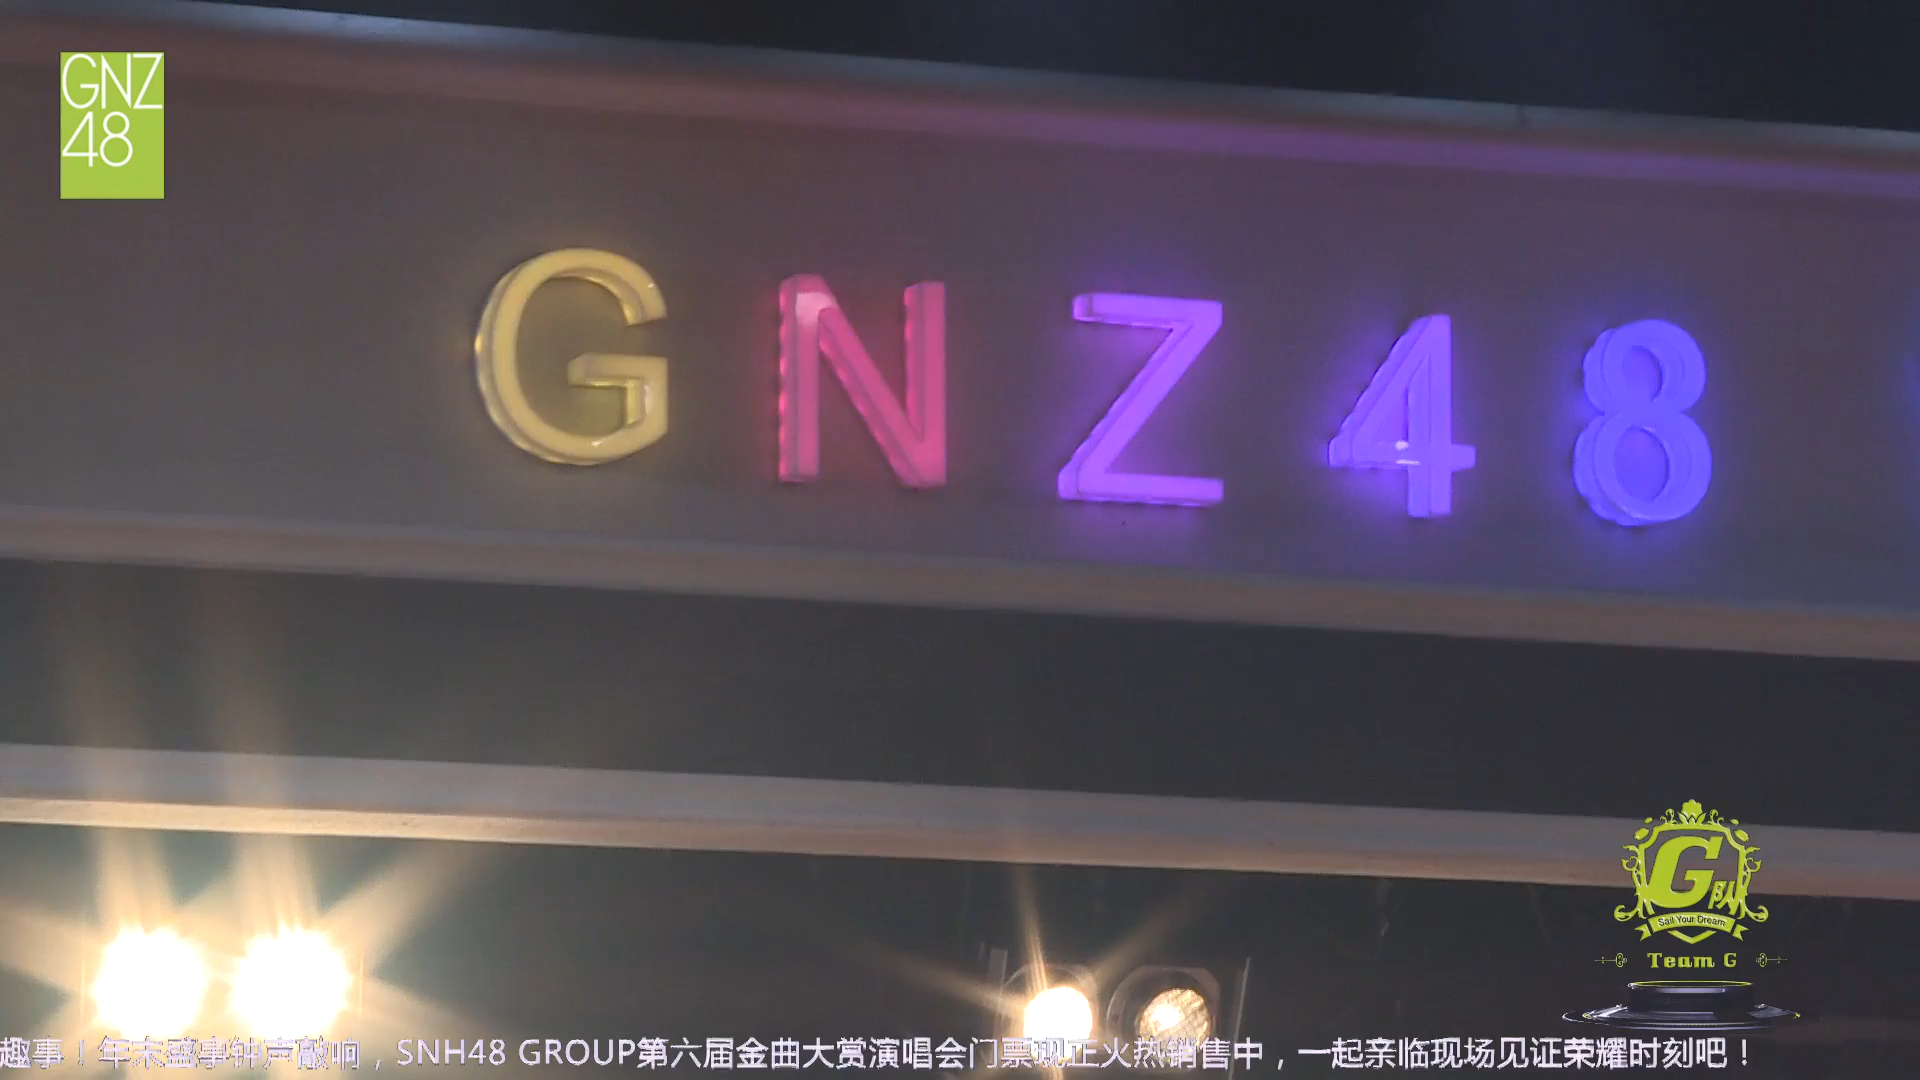 GNZ
48
GNZ48
G队
Sail Your Dream
Team G
趣事！年末盛事钟声敲响，SNH48 GROUP第六届金曲大赏演唱会门票现正火热销售中，一起亲临现场见证荣耀时刻吧！